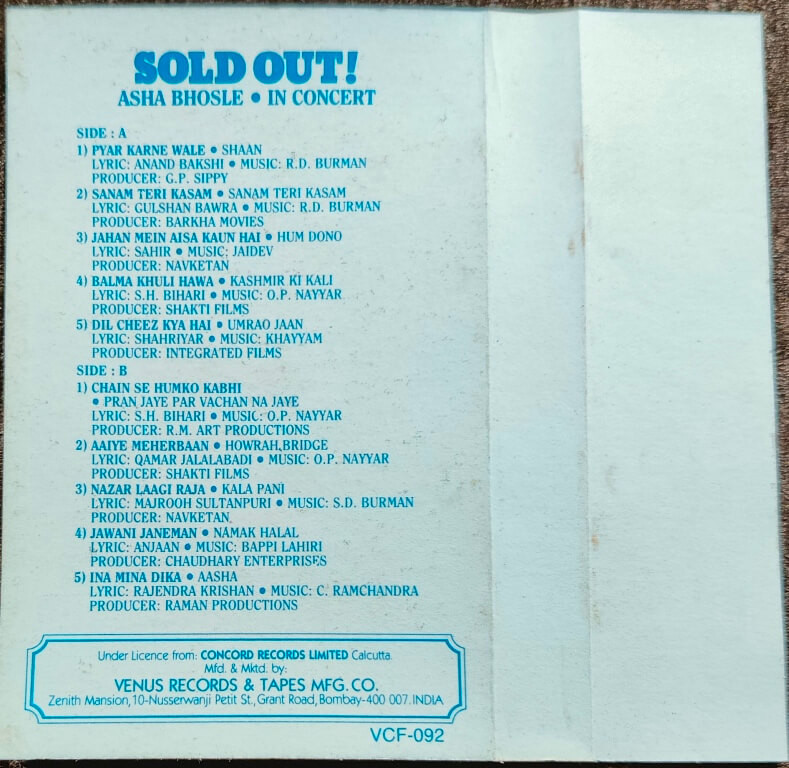 SOLD OUT!
ASHA BHOSLE • IN CONCERT
SIDE : A
1) PYAR KARNE WALE • SHAAN
LYRIC: ANAND BAKSHI • MUSIC: R.D. BURMAN
PRODUCER: G.P. SIPPY
2) SANAM TERI KASAM • SANAM TERI KASAM
LYRIC: GULSHAN BAWRA • MUSIC: R.D. BURMAN
PRODUCER: BARKHA MOVIES
3) JAHAN MEIN AISA KAUN HAI • HUM DONO
LYRIC: SAHIR • MUSIC: JAIDEV
PRODUCER: NAVKETAN
4) BALMA KHULI HAWA • KASHMIR KI KALI
LYRIC: S.H. BIHARI • MUSIC: O.P. NAYYAR
PRODUCER: SHAKTI FILMS
5) DIL CHEEZ KYA HAI • UMRAO JAAN
LYRIC: SHAHRIYAR • MUSIC: KHAYYAM
PRODUCER: INTEGRATED FILMS
SIDE : B
1) CHAIN SE HUMKO KABHI
• PRAN JAYE PAR VACHAN NA JAYE
LYRIC: S.H. BIHARI • MUSIC: O.P. NAYYAR
PRODUCER: R.M. ART PRODUCTIONS
2) AAIYE MEHERBAAN • HOWRAH BRIDGE
LYRIC: QAMAR JALALABADI • MUSIC: O.P. NAYYAR
PRODUCER: SHAKTI FILMS
3) NAZAR LAAGI RAJA • KALA PANI
LYRIC: MAJROOH SULTANPURI • MUSIC: S.D. BURMAN
PRODUCER: NAVKETAN
4) JAWANI JANEMAN • NAMAK HALAL
LYRIC: ANJAAN • MUSIC: BAPPI LAHIRI
PRODUCER: CHAUDHARY ENTERPRISES
5) INA MINA DIKA • AASHA
LYRIC: RAJENDRA KRISHAN • MUSIC: C. RAMCHANDRA
PRODUCER: RAMAN PRODUCTIONS
Under Licence from: CONCORD RECORDS LIMITED Calcutta.
Mfd. & Mktd. by:
VENUS RECORDS & TAPES MFG. CO.
Zenith Mansion, 10-Nusserwanji Petit St., Grant Road, Bombay-400 007. INDIA
VCF-092